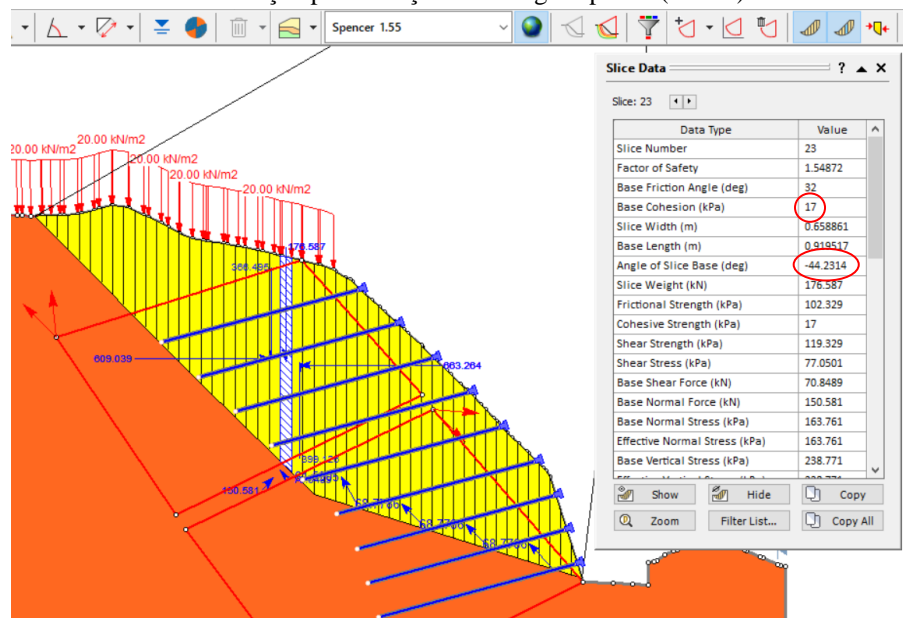 Spencer 1.55
Slice Data
?
Slice: 23
Data Type Value
Slice Number 23
Factor of Safety 1.54872
Base Friction Angle (deg) 32
Base Cohesion (kPa) 17
Slice Width (m) 0.658861
Base Length (m) 0.919517
Angle of Slice Base (deg) -44.2314
Slice Weight (kN) 176.587
Frictional Strength (kPa) 102.329
Cohesive Strength (kPa) 17
Shear Strength (kPa) 119.329
Shear Stress (kPa) 77.0501
Base Shear Force (kN) 70.8489
Base Normal Force (kN) 150.581
Base Normal Stress (kPa) 163.761
Effective Normal Stress (kPa) 163.761
Base Vertical Stress (kPa) 238.771
Show Hide Copy
Zoom Filter List... Copy All
20.00 kN/m2
20.00 kN/m2
20.00 kN/m2
20.00 kN/m2
20.00 kN/m2
176.587
366.495
609.039
663.264
150.581
68.7766
68.7766
68.7766